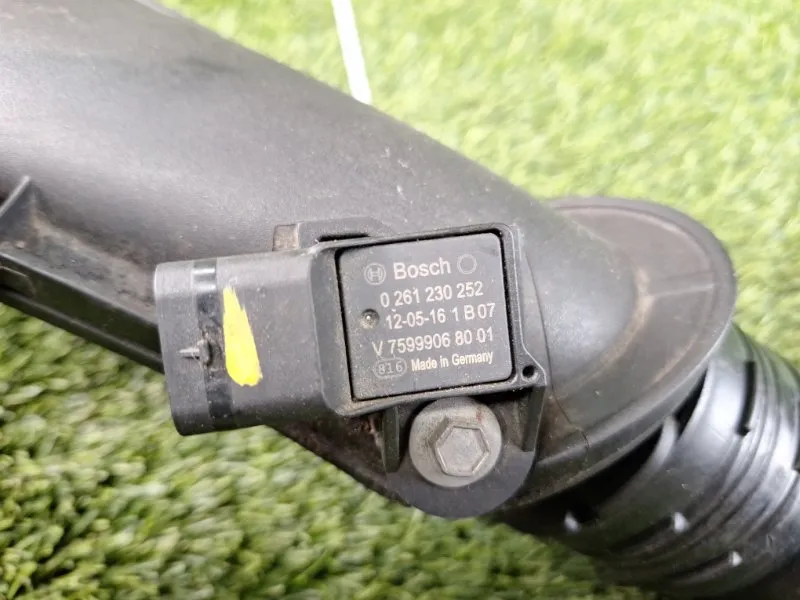 Bosch
0 261 230 252
12-05-16 1 B 07
V 7599906 80 01
816 Made in Germany